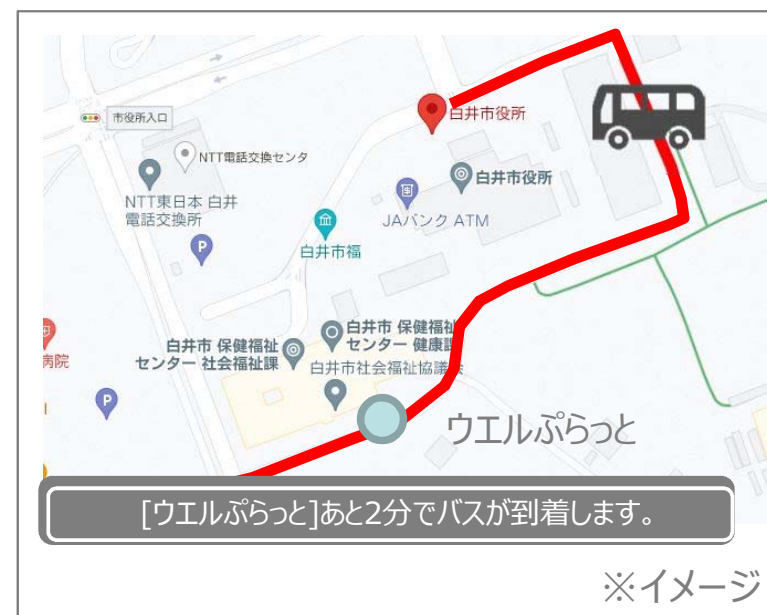 市役所入口
白井市役所
NTT電話交換センタ
NTT東日本 白井
電話交換所
白井市役所
JAバンク ATM
P
白井市福
白井市 保健福祉
センター 健康課
白井市 保健福祉
センター 社会福祉課
白井市社会福祉協議会
病院
P
ウエルぷらっと
[ウエルぷらっと]あと2分でバスが到着します。
※イメージ